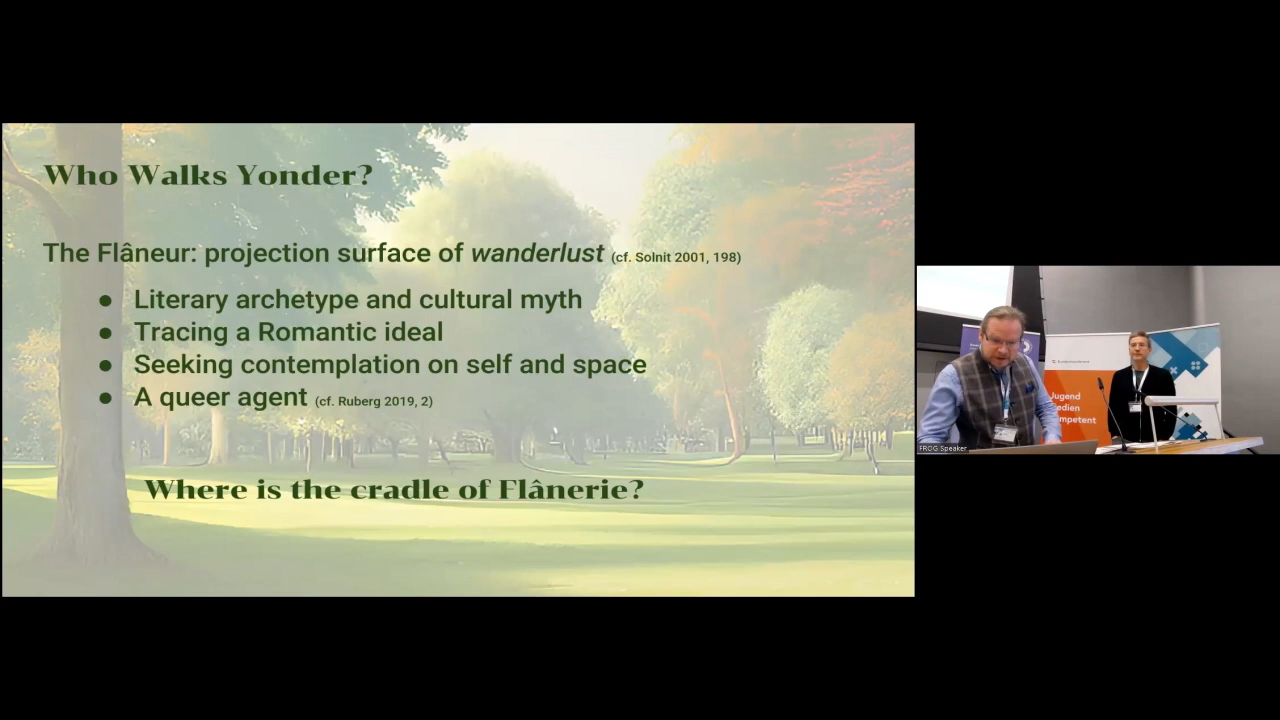 Who Walks Yonder?
The Flâneur: projection surface of wanderlust (cf. Solnit 2001, 198)
● Literary archetype and cultural myth
● Tracing a Romantic ideal
● Seeking contemplation on self and space
● A queer agent (cf. Ruberg 2019, 2)
Where is the cradle of Flânerie?
Jugend
edien
mpetent
FROG Speaker